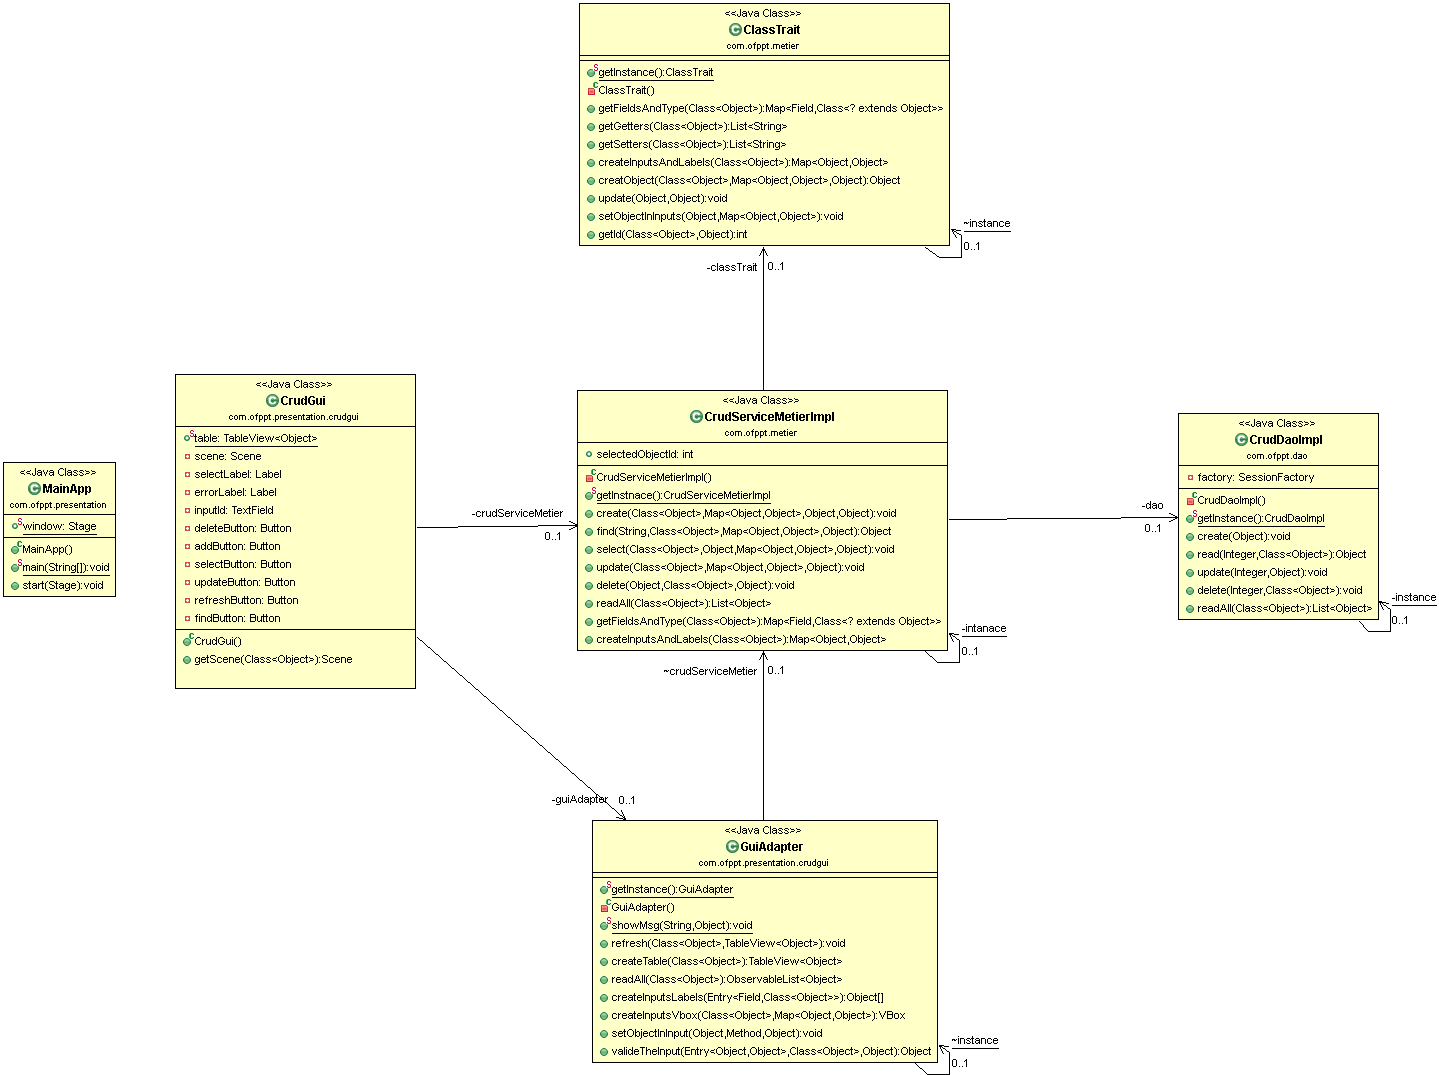 <<Java Class>>
ClassTrait
com.ofppt.metier
getInstance():ClassTrait
ClassTrait()
getFieldsAndType(Class<Object>):Map<Field,Class<? extends Object>>
getGetters(Class<Object>):List<String>
getSetters(Class<Object>):List<String>
createInputsAndLabels(Class<Object>):Map<Object,Object>
creatObject(Class<Object>,Map<Object,Object>,Object):Object
update(Object,Object):void
setObjectInInputs(Object,Map<Object,Object>):void
getId(Class<Object>,Object):int
~instance
0..1
-classTrait
0..1
<<Java Class>>
CrudGui
com.ofppt.presentation.crudgui
table: TableView<Object>
scene: Scene
selectLabel: Label
errorLabel: Label
inputId: TextField
deleteButton: Button
addButton: Button
selectButton: Button
updateButton: Button
refreshButton: Button
findButton: Button
CrudGui()
getScene(Class<Object>):Scene
<<Java Class>>
MainApp
com.ofppt.presentation
window: Stage
MainApp()
main(String[]):void
start(Stage):void
-crudServiceMetier
0..1
<<Java Class>>
CrudServiceMetierImpl
com.ofppt.metier
selectedObjectId: int
CrudServiceMetierImpl()
getInstnace():CrudServiceMetierImpl
create(Class<Object>,Map<Object,Object>,Object,Object):void
find(String,Class<Object>,Map<Object,Object>,Object):Object
select(Class<Object>,Object,Map<Object,Object>,Object):void
update(Class<Object>,Map<Object,Object>,Object):void
delete(Object,Class<Object>,Object):void
readAll(Class<Object>):List<Object>
getFieldsAndType(Class<Object>):Map<Field,Class<? extends Object>>
createInputsAndLabels(Class<Object>):Map<Object,Object>
-intanace
0..1
-dao
0..1
<<Java Class>>
CrudDaoImpl
com.ofppt.dao
factory: SessionFactory
CrudDaoImpl()
getInstance():CrudDaoImpl
create(Object):void
read(Integer,Class<Object>):Object
update(Integer,Object):void
delete(Integer,Class<Object>):void
readAll(Class<Object>):List<Object>
-instance
0..1
~crudServiceMetier
0..1
-guiAdapter
0..1
<<Java Class>>
GuiAdapter
com.ofppt.presentation.crudgui
getInstance():GuiAdapter
GuiAdapter()
showMsg(String,Object):void
refresh(Class<Object>,TableView<Object>):void
createTable(Class<Object>):TableView<Object>
readAll(Class<Object>):ObservableList<Object>
createInputsLabels(Entry<Field,Class<Object>>):Object[]
createInputsVbox(Class<Object>,Map<Object,Object>):VBox
setObjectInInput(Object,Method,Object):void
valideTheInput(Entry<Object,Object>,Class<Object>,Object):Object
~instance
0..1